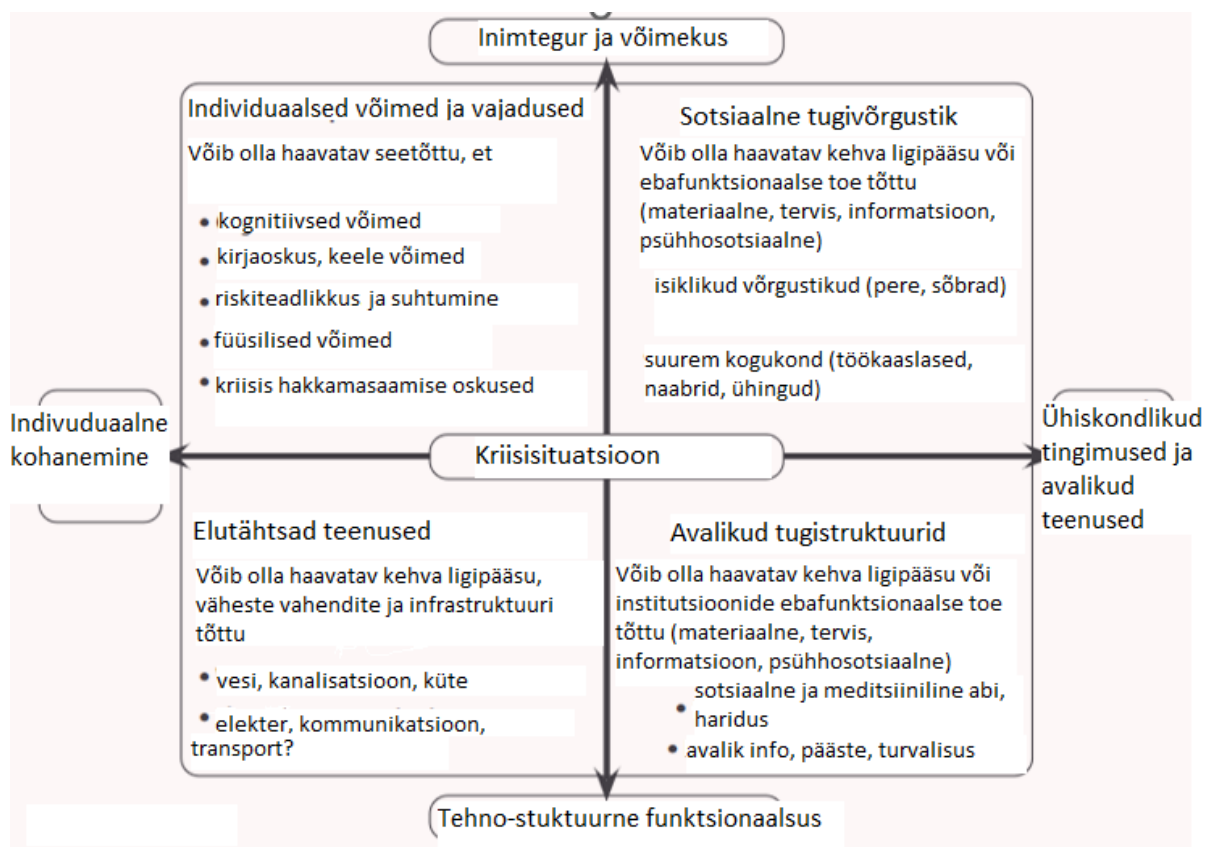 Inimtegur ja võimekus
Individuaalsed võimed ja vajadused
Võib olla haavatav seetõttu, et
• kognitiivsed võimed
• kirjaoskus, keele võimed
• riskiteadlikkus ja suhtumine
• füüsilised võimed
• kriisis hakkamasaamise oskused
Sotsiaalne tugivõrgustik
Võib olla haavatav kehva ligipääsu või
ebafunktsionaalse toe tõttu
(materiaalne, tervis, informatsioon,
psühhosotsiaalne)
isiklikud võrgustikud (pere, sõbrad)
suurem kogukond (töökaaslased,
naabrid, ühingud)
Indivuduaalne
kohanemine
Kriisisituatsioon
Ühiskondlikud
tingimused ja
avalikud
teenused
Elutähtsad teenused
Võib olla haavatav kehva ligipääsu,
väheste vahendite ja infrastruktuuri
tõttu
• vesi, kanalisatsioon, küte
• elekter, kommunikatsioon,
transport?
Avalikud tugistruktuurid
Võib olla haavatav kehva ligipääsu või
institutsioonide ebafunktsionaalse toe
tõttu (materiaalne, tervis,
informatsioon, psühhosotsiaalne)
• sotsiaalne ja meditsiiniline abi,
haridus
• avalik info, pääste, turvalisus
Tehno-stuktuurne funktsionaalsus